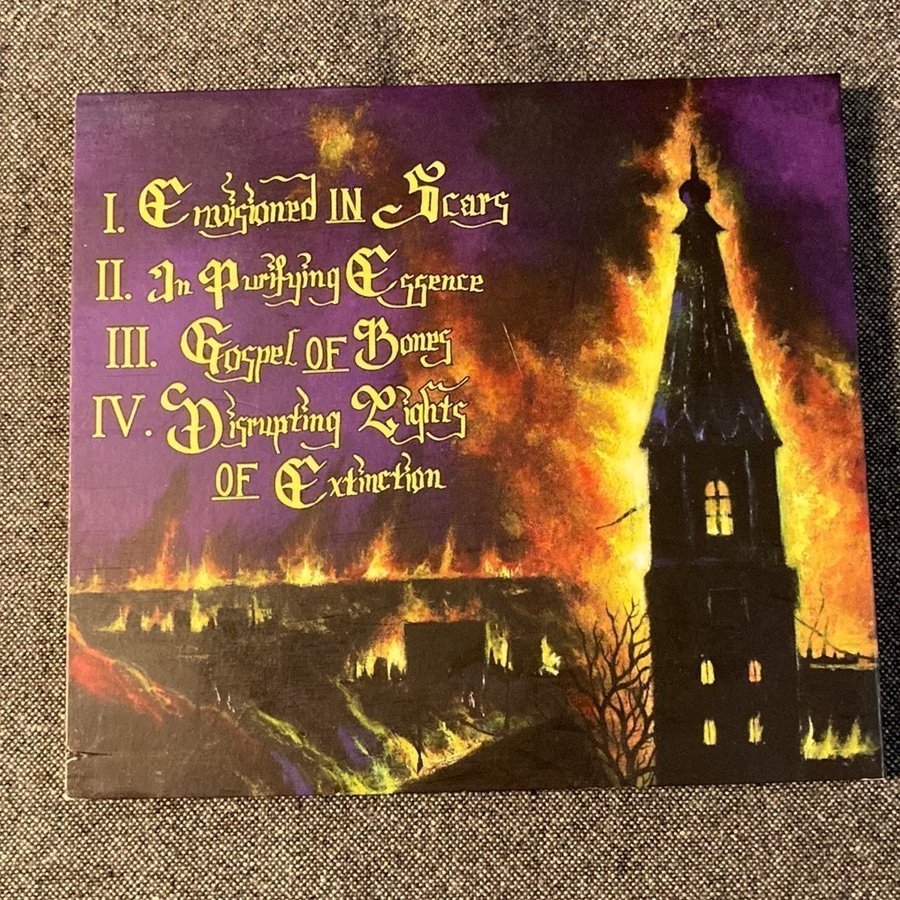 I. Envisioned IN Scars
II. In Purifying Essence
III. Gospel OF Bones
IV. Disrupting Lights
OF Extinction